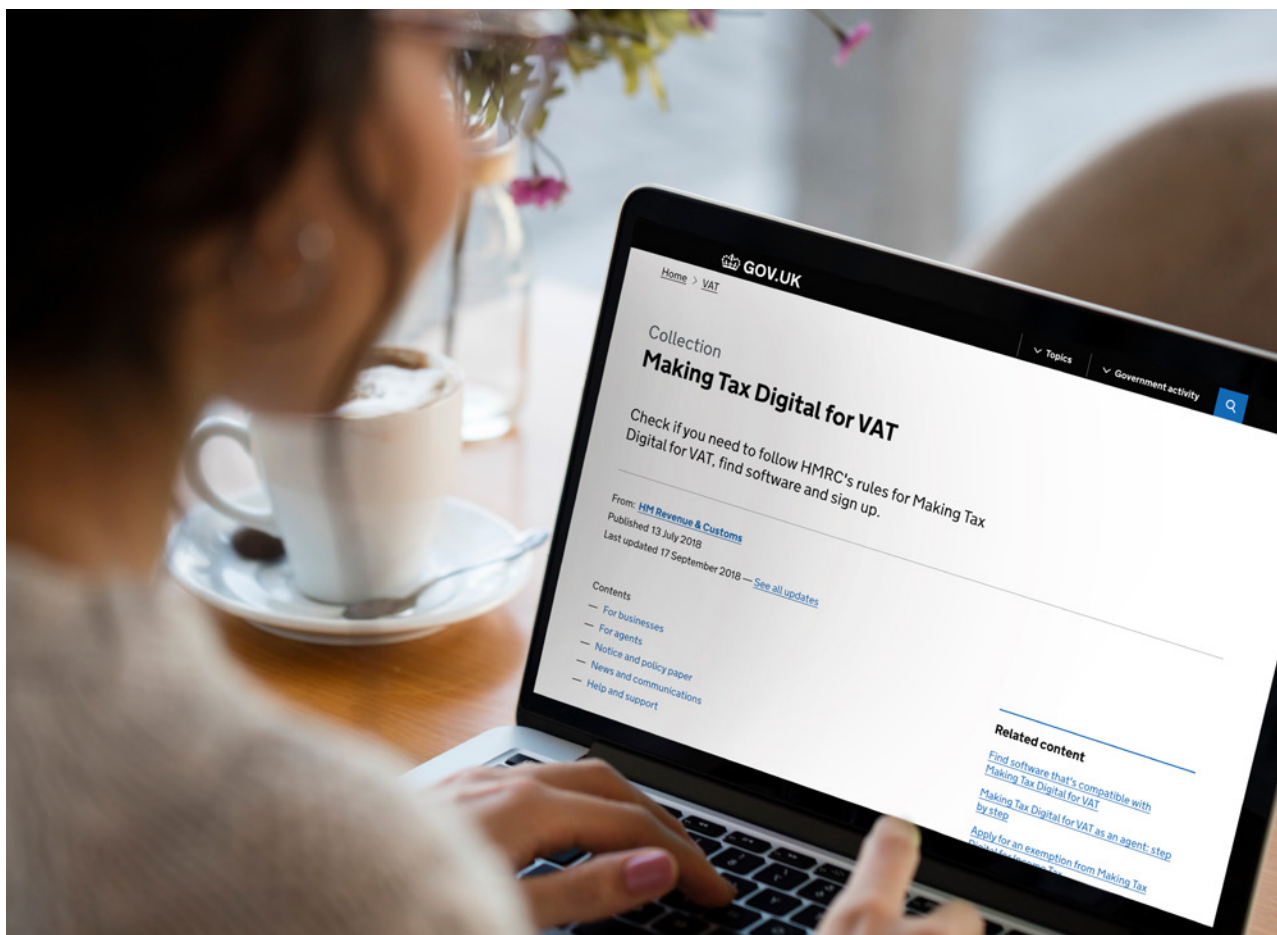 GOV.UK
Topics
Government activity
Home > VAT
Collection
Making Tax Digital for VAT
Check if you need to follow HMRC's rules for Making Tax
Digital for VAT, find software and sign up.
From: HM Revenue & Customs
Published 13 July 2018
Last updated 17 September 2018 — See all updates
Contents
— For businesses
— For agents
— Notice and policy paper
— News and communications
— Help and support
Related content
Find software that's compatible with
Making Tax Digital for VAT
Making Tax Digital for VAT as an agent: step
by step
Apply for an exemption from Making Tax
Digital for Income Tax